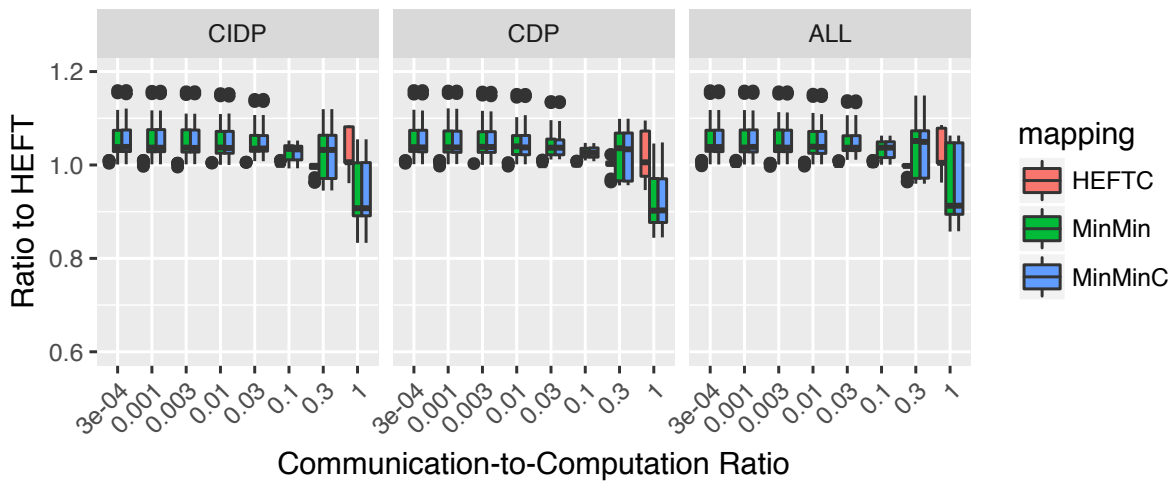 CIDP CDP ALL
Ratio to HEFT
1.2
1.0
0.8
0.6
3e-04 0.001 0.003 0.01 0.03 0.1 0.3 1
3e-04 0.001 0.003 0.01 0.03 0.1 0.3 1
3e-04 0.001 0.003 0.01 0.03 0.1 0.3 1
Communication-to-Computation Ratio
mapping
HEFTC
MinMin
MinMinC